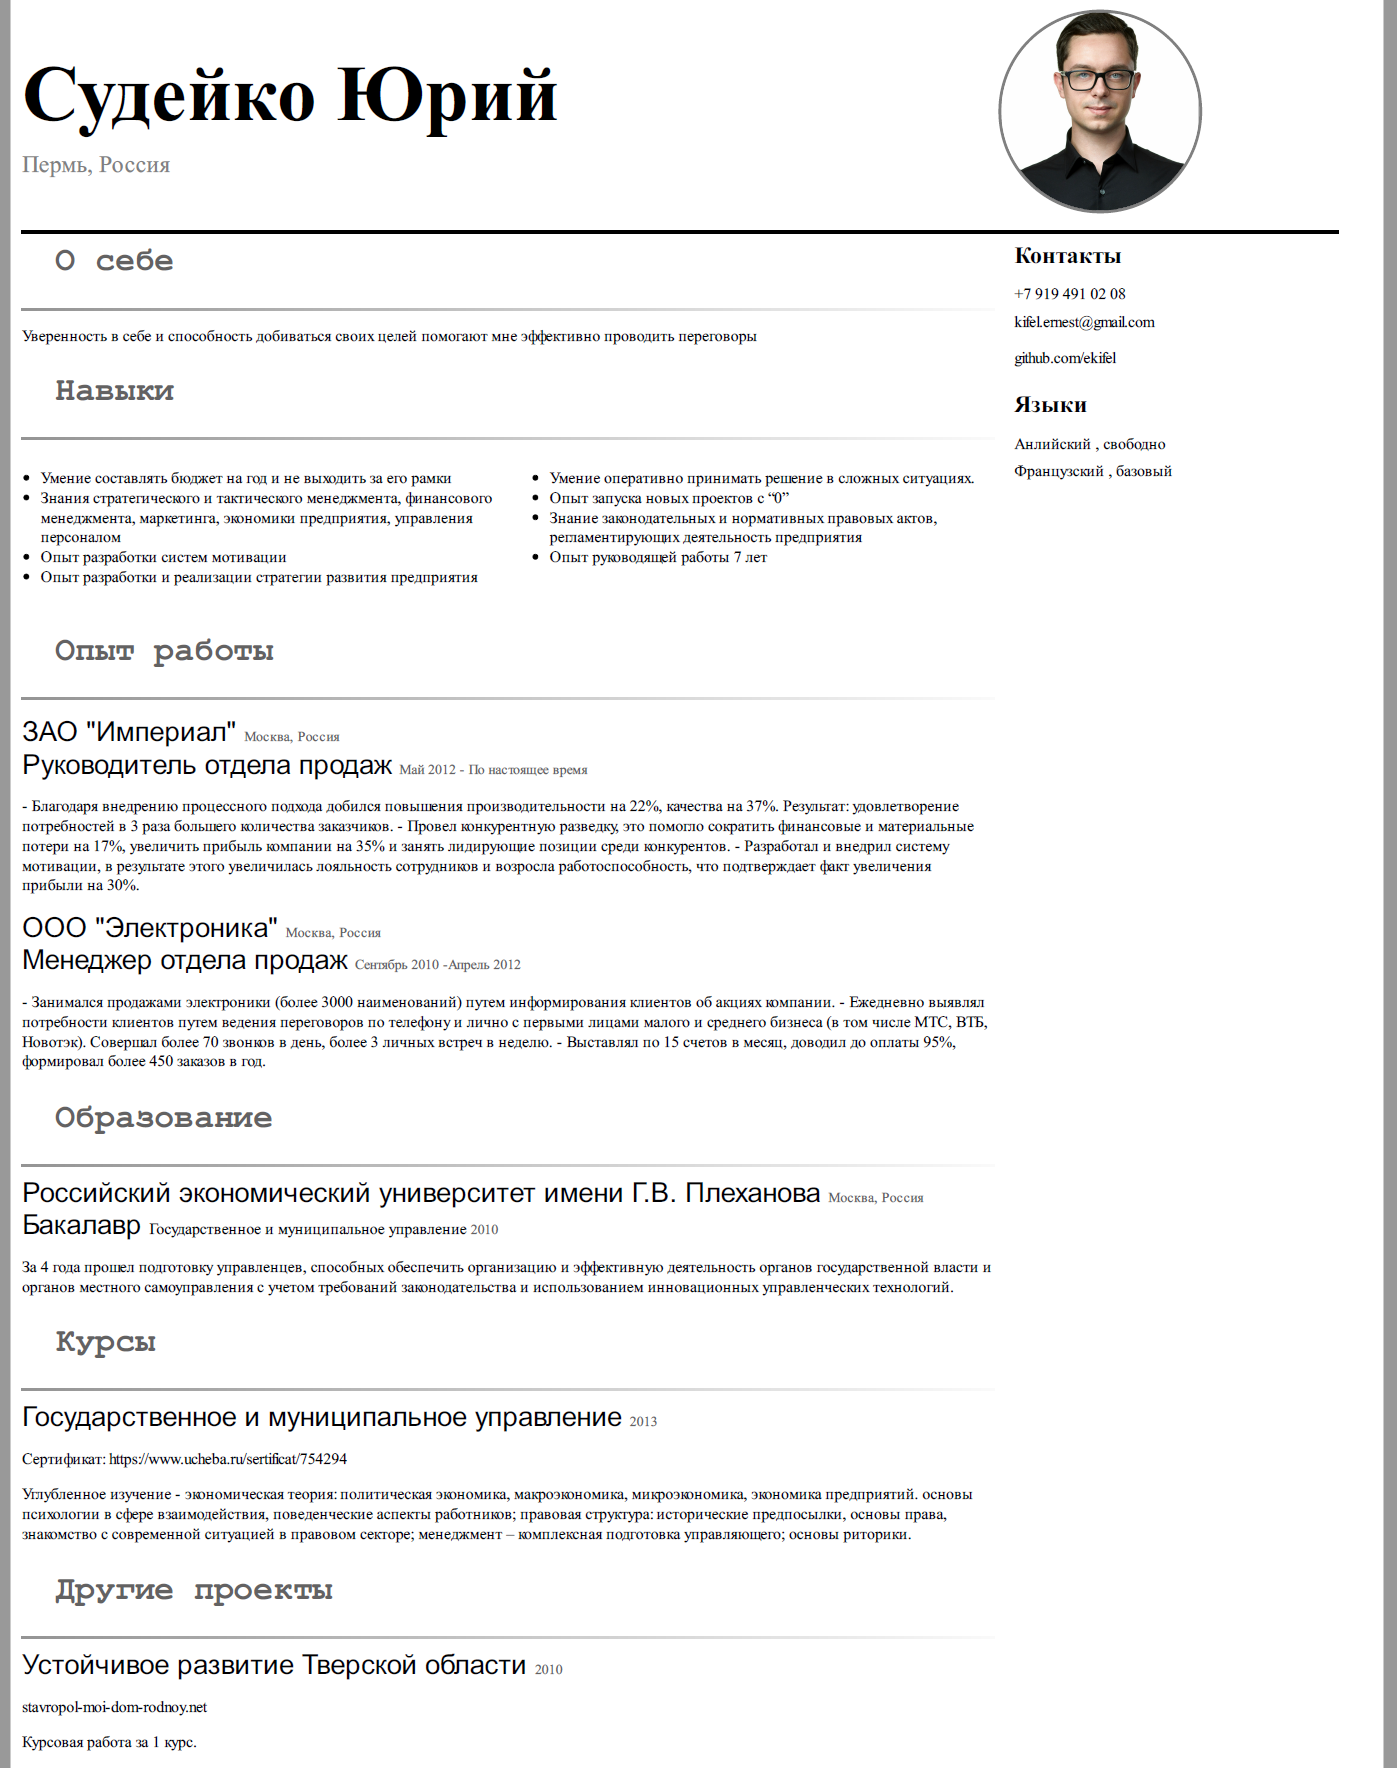 Судейко Юрий
Пермь, Россия
О себе
Уверенность в себе и способность добиваться своих целей помогают мне эффективно проводить переговоры
Навыки
Умение составлять бюджет на год и не выходить за его рамки
Знания стратегического и тактического менеджмента, финансового
менеджмента, маркетинга, экономики предприятия, управления
персоналом
Опыт разработки систем мотивации
Опыт разработки и реализации стратегии развития предприятия
Умение оперативно принимать решение в сложных ситуациях.
Опыт запуска новых проектов с “0”
Знание законодательных и нормативных правовых актов,
регламентирующих деятельность предприятия
Опыт руководящей работы 7 лет
Опыт работы
ЗАО "Империал" Москва, Россия
Руководитель отдела продаж Май 2012 - По настоящее время
- Благодаря внедрению процессного подхода добился повышения производительности на 22%, качества на 37%. Результат: удовлетворение
потребностей в 3 раза большего количества заказчиков. - Провел конкурентную разведку, это помогло сократить финансовые и материальные
потери на 17%, увеличить прибыль компании на 35% и занять лидирующие позиции среди конкурентов. - Разработал и внедрил систему
мотивации, в результате этого увеличилась лояльность сотрудников и возросла работоспособность, что подтверждает факт увеличения
прибыли на 30%.
ООО "Электроника" Москва, Россия
Менеджер отдела продаж Сентябрь 2010 -Апрель 2012
- Занимался продажами электроники (более 3000 наименований) путем информирования клиентов об акциях компании. - Ежедневно выявлял
потребности клиентов путем ведения переговоров по телефону и лично с первыми лицами малого и среднего бизнеса (в том числе МТС, ВТБ,
Новотэк). Совершал более 70 звонков в день, более 3 личных встреч в неделю. - Выставлял по 15 счетов в месяц, доводил до оплаты 95%,
формировал более 450 заказов в год.
Образование
Российский экономический университет имени Г.В. Плеханова Москва, Россия
Бакалавр Государственное и муниципальное управление 2010
За 4 года прошел подготовку управленцев, способных обеспечить организацию и эффективную деятельность органов государственной власти и
органов местного самоуправления с учетом требований законодательства и использованием инновационных управленческих технологий.
Курсы
Государственное и муниципальное управление 2013
Сертификат: https://www.ucheba.ru/sertificat/754294
Углубленное изучение - экономическая теория: политическая экономика, макроэкономика, микроэкономика, экономика предприятий. основы
психологии в сфере взаимодействия, поведенческие аспекты работников; правовая структура: исторические предпосылки, основы права,
знакомство с современной ситуацией в правовом секторе; менеджмент – комплексная подготовка управляющего; основы риторики.
Другие проекты
Устойчивое развитие Тверской области 2010
stavropol-moi-dom-rodnoy.net
Курсовая работа за 1 курс.
Контакты
+7 919 491 02 08
kifel.ernest@gmail.com
github.com/ekifel
Языки
Анлийский , свободно
Французский , базовый